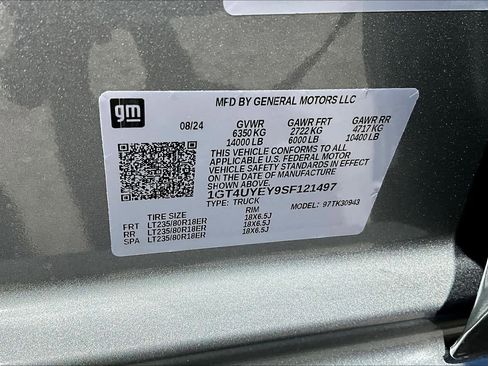 gm
MFD BY GENERAL MOTORS LLC
08/24 GVWR GAWR FRT GAWR RR
6350 KG 2722 KG 4717 KG
14000 LB 6000 LB 10400 LB
THIS VEHICLE CONFORMS TO ALL
APPLICABLE U.S. FEDERAL MOTOR
VEHICLE SAFETY STANDARDS IN EFFECT
ON THE DATE OF MANUFACTURE
SHOWN ABOVE.
1GT4UYEY9SF121497
TYPE: TRUCK MODEL: 97TK30943
TIRE SIZE RIM
FRT LT235/80R18ER 18X6.5J
RR LT235/80R18ER 18X6.5J
SPA LT235/80R18ER 18X6.5J